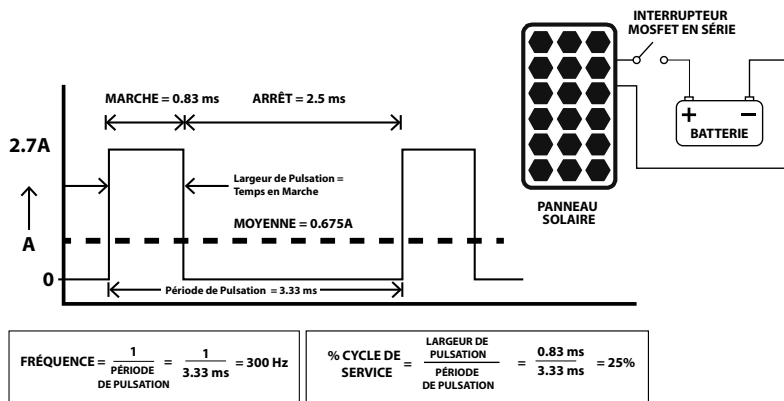 INTERRUPTEUR
MOSFET EN SÉRIE
MARCHE = 0.83 ms
ARRÊT = 2.5 ms
2.7A
+
−
BATTERIE
Largeur de Pulsation =
Temps en Marche
PANNEAU
SOLAIRE
MOYENNE = 0.675A
A
0
Période de Pulsation = 3.33 ms
FRÉQUENCE = 1 / PÉRIODE DE PULSATION = 1 / 3.33 ms = 300 Hz
% CYCLE DE SERVICE = LARGEUR DE PULSATION / PÉRIODE DE PULSATION = 0.83 ms / 3.33 ms = 25%